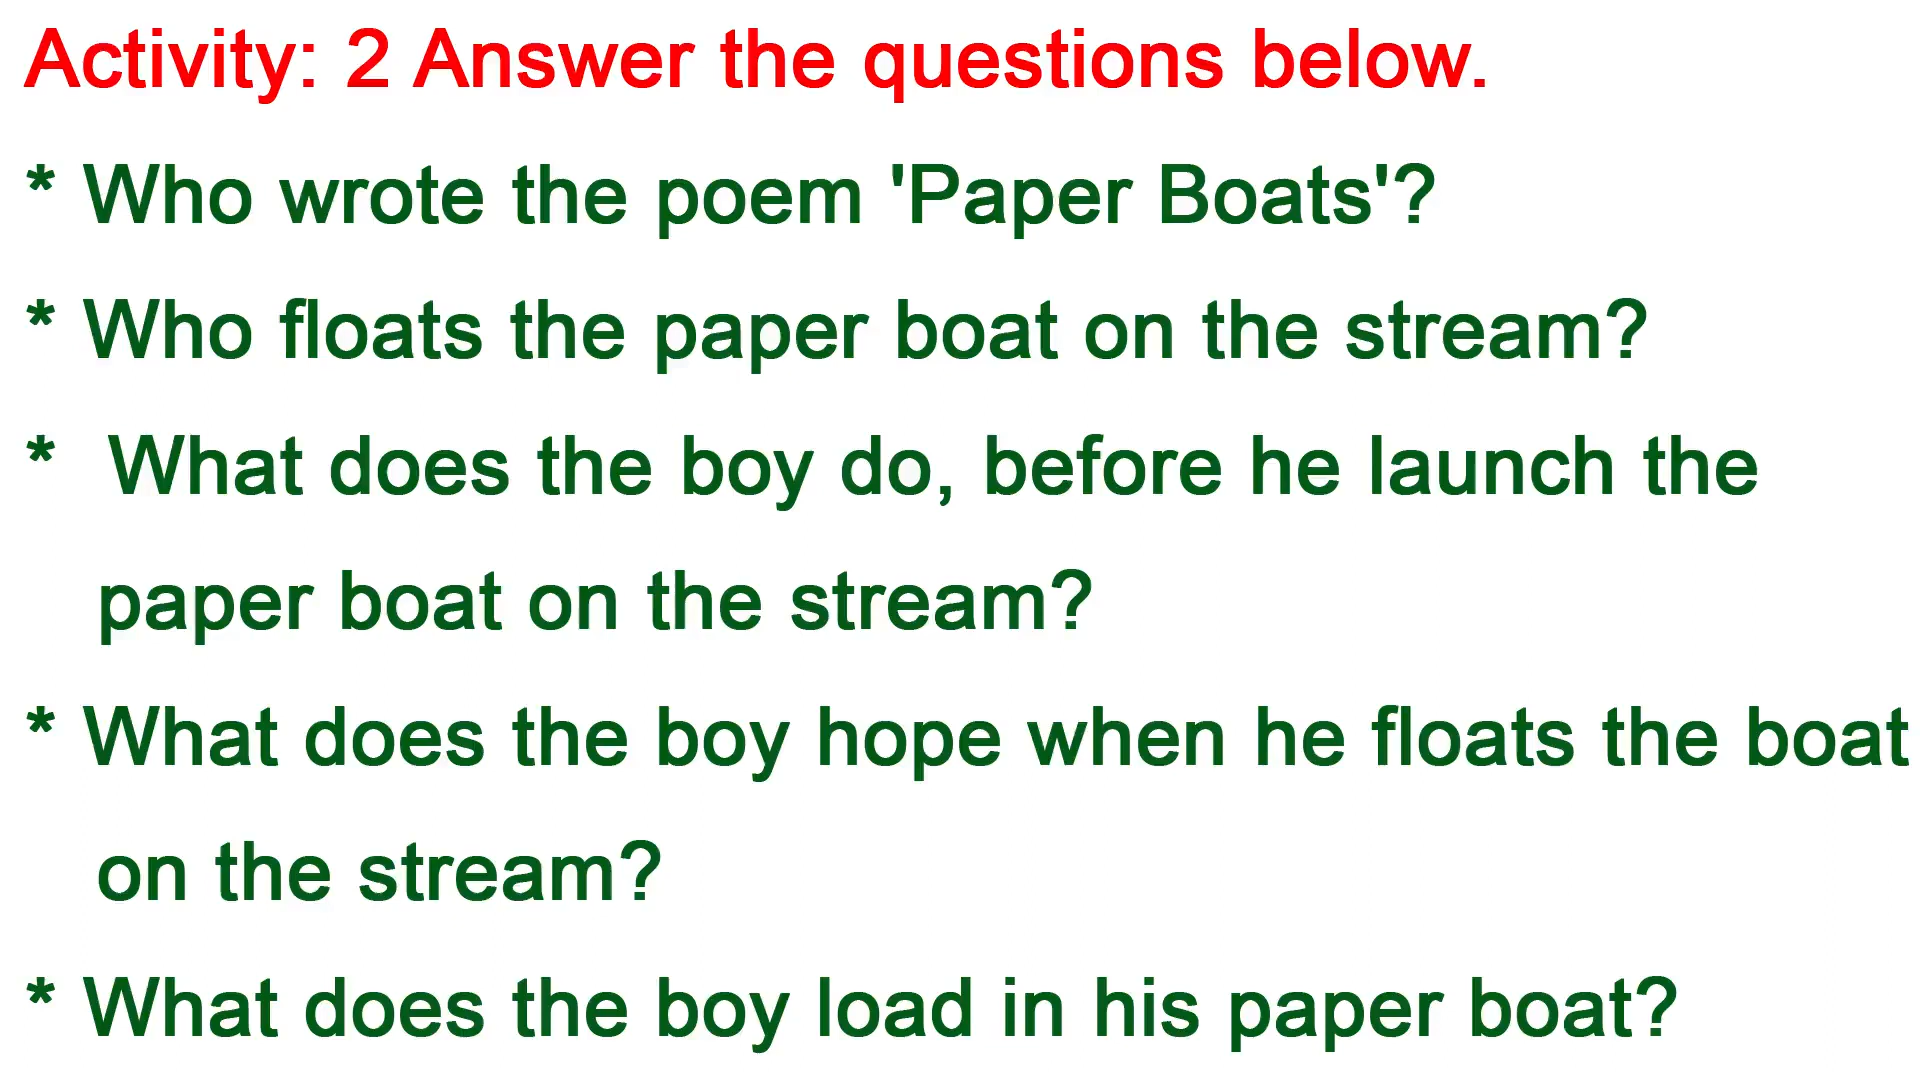 Activity: 2 Answer the questions below.
* Who wrote the poem 'Paper Boats'?
* Who floats the paper boat on the stream?
* What does the boy do, before he launch the
paper boat on the stream?
* What does the boy hope when he floats the boat
on the stream?
* What does the boy load in his paper boat?